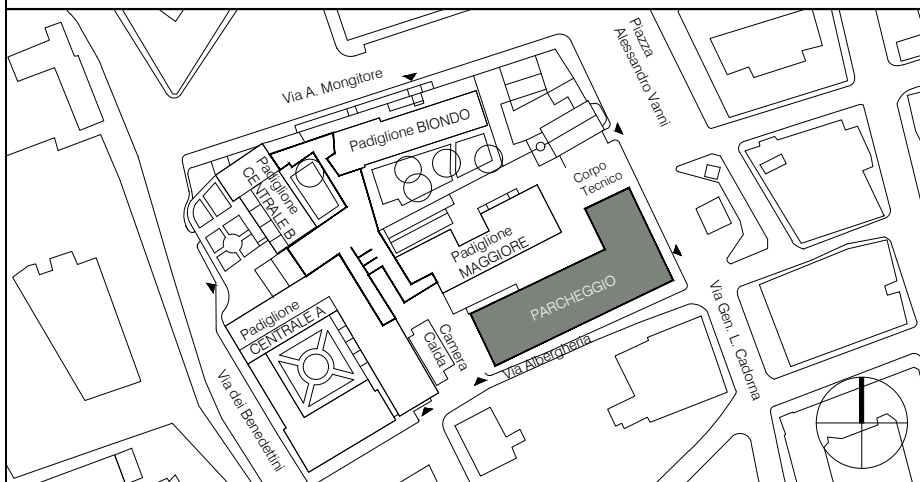 Piazza
Alessandro Vanni
Via A. Mongitore
Padiglione BIONDO
Padiglione
CENTRALE B
Corpo
Tecnico
Padiglione
MAGGIORE
PARCHEGGIO
Padiglione
CENTRALE A
Camera
Calda
Via Albergheria
Via Gen. L. Cadorna
Via dei Benedettini